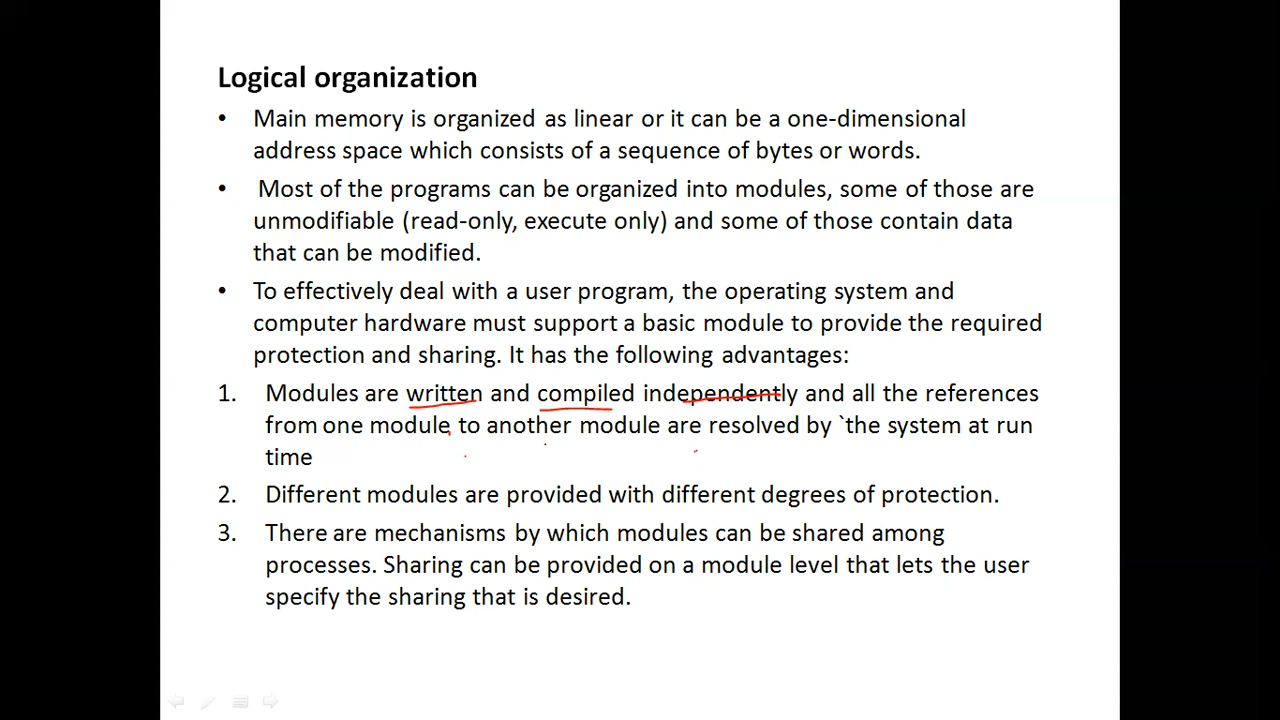 Logical organization
• Main memory is organized as linear or it can be a one-dimensional
address space which consists of a sequence of bytes or words.
• Most of the programs can be organized into modules, some of those are
unmodifiable (read-only, execute only) and some of those contain data
that can be modified.
• To effectively deal with a user program, the operating system and
computer hardware must support a basic module to provide the required
protection and sharing. It has the following advantages:
1. Modules are written and compiled independently and all the references
from one module to another module are resolved by `the system at run
time
2. Different modules are provided with different degrees of protection.
3. There are mechanisms by which modules can be shared among
processes. Sharing can be provided on a module level that lets the user
specify the sharing that is desired.